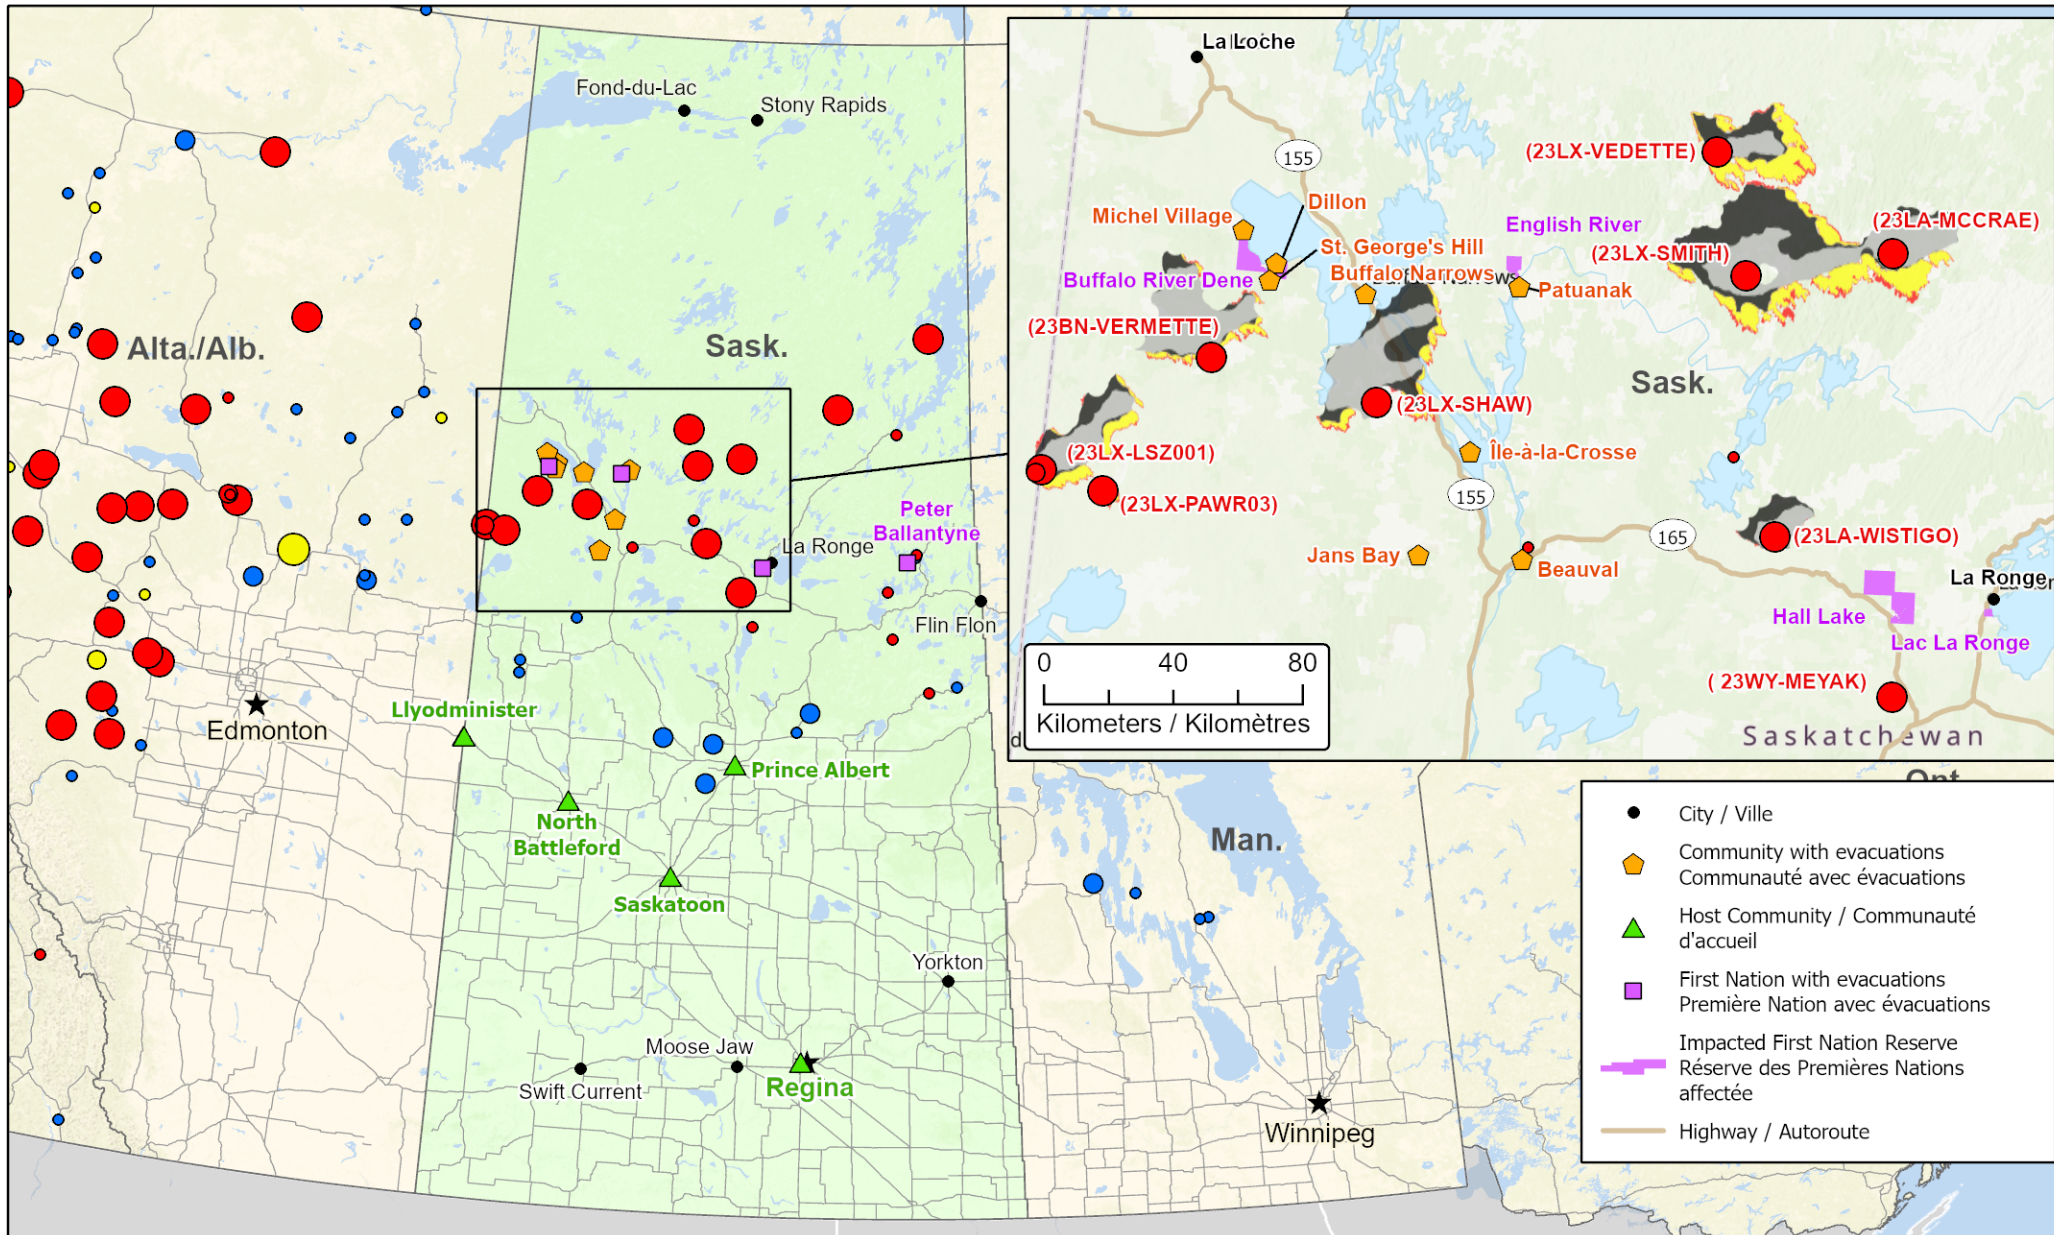 Fond-du-Lac
Stony Rapids
Alta./Alb.
Sask.
Peter
Ballantyne
La Ronge
Flin Flon
Edmonton
Llyodminister
Prince Albert
North
Battleford
Saskatoon
Man.
Yorkton
Moose Jaw
Swift Current
Regina
Winnipeg
La Loche
155
(23LX-VEDETTE)
Dillon
Michel Village
English River
(23LA-MCCRAE)
St. George's Hill
(23LX-SMITH)
Buffalo Narrows
Buffalo River Dene
Patuanak
(23BN-VERMETTE)
Sask.
(23LX-SHAW)
(23LX-LSZ001)
Île-à-la-Crosse
155
(23LX-PAWR03)
165
(23LA-WISTIGO)
Jans Bay
Beauval
La Ronge
Hall Lake
Lac La Ronge
( 23WY-MEYAK)
Saskatchewan
0 40 80
Kilometers / Kilomètres
Ont.
City / Ville
Community with evacuations
Communauté avec évacuations
Host Community / Communauté
d'accueil
First Nation with evacuations
Première Nation avec évacuations
Impacted First Nation Reserve
Réserve des Premières Nations
affectée
Highway / Autoroute